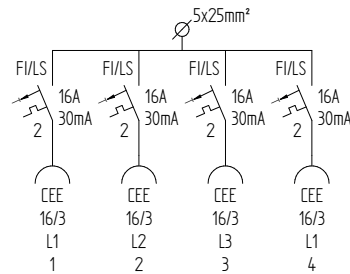 5x25mm²
FI/LS 16A 30mA 2
FI/LS 16A 30mA 2
FI/LS 16A 30mA 2
FI/LS 16A 30mA 2
CEE CEE CEE CEE
16/3 16/3 16/3 16/3
L1 L2 L3 L1
1 2 3 4